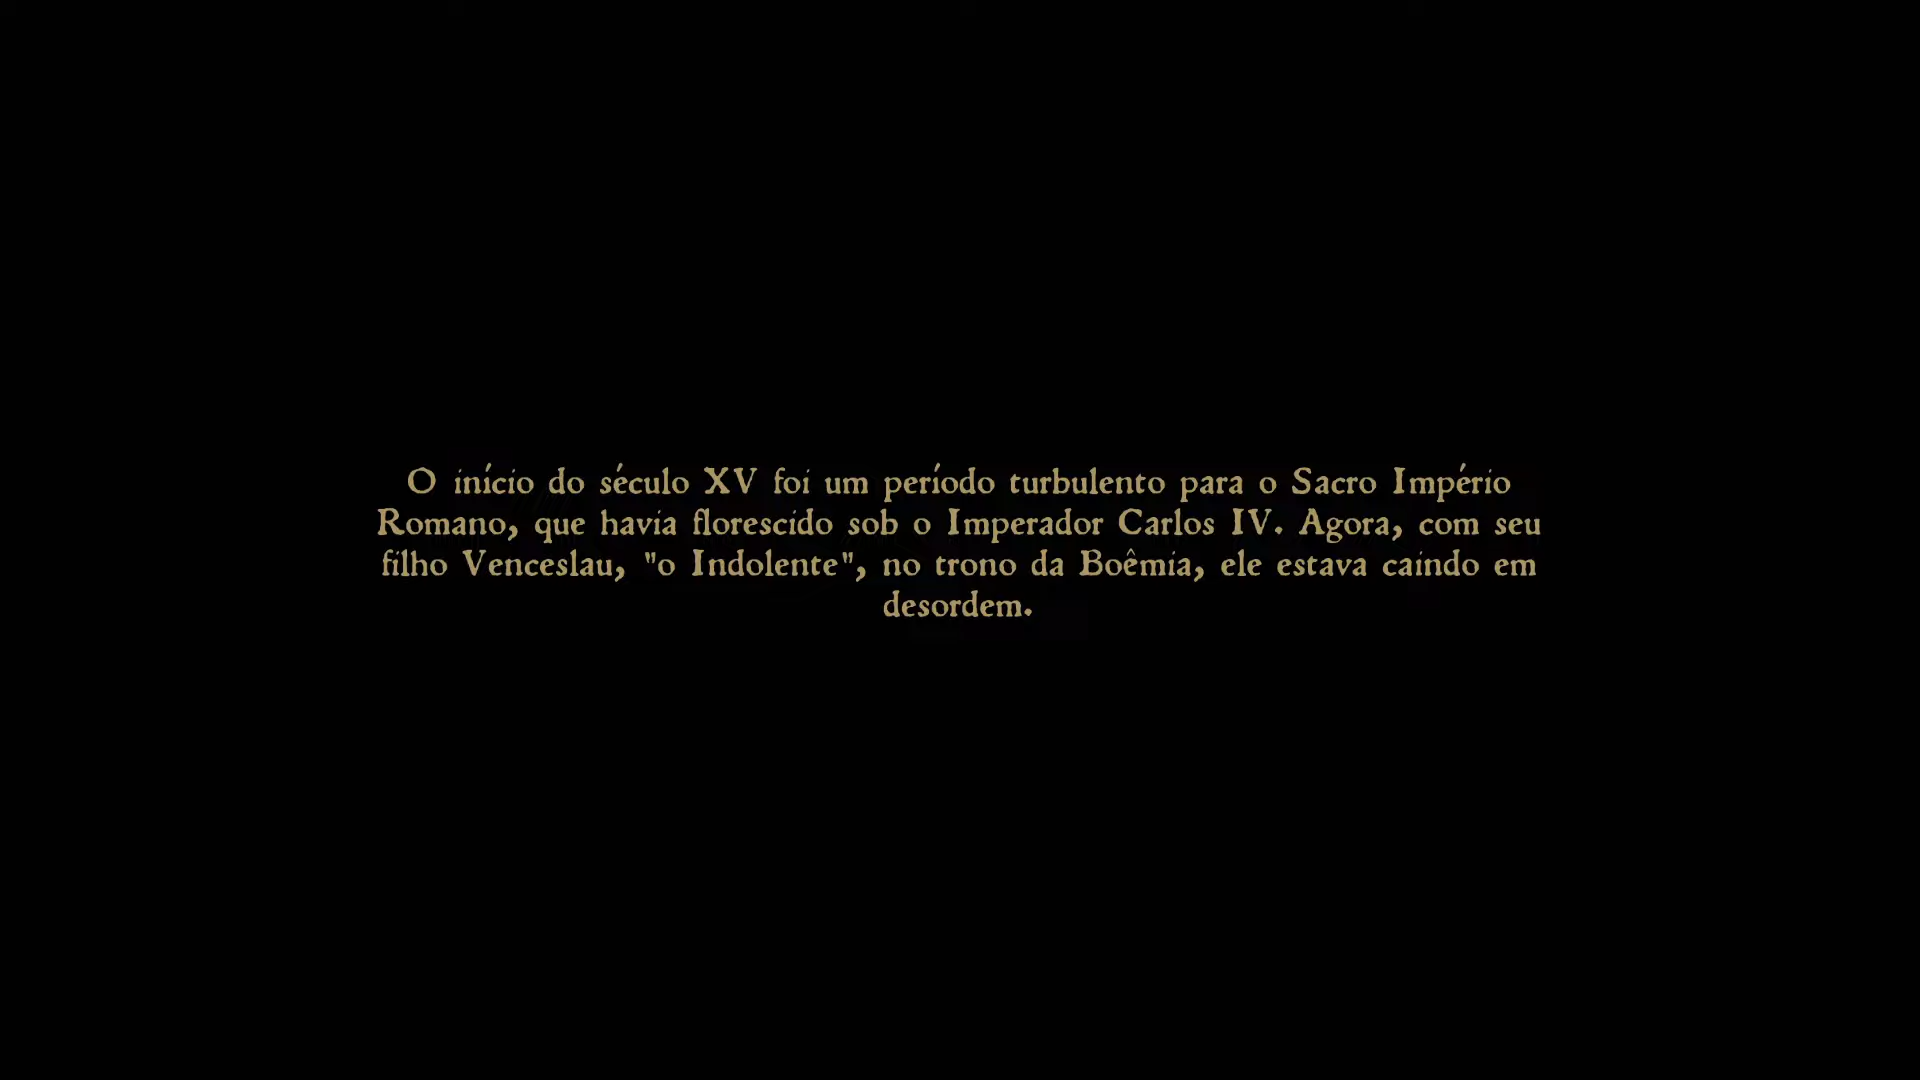 O início do século XV foi um período turbulento para o Sacro Império
Romano, que havia florescido sob o Imperador Carlos IV. Agora, com seu
filho Venceslau, "o Indolente", no trono da Boêmia, ele estava caindo em
desordem.